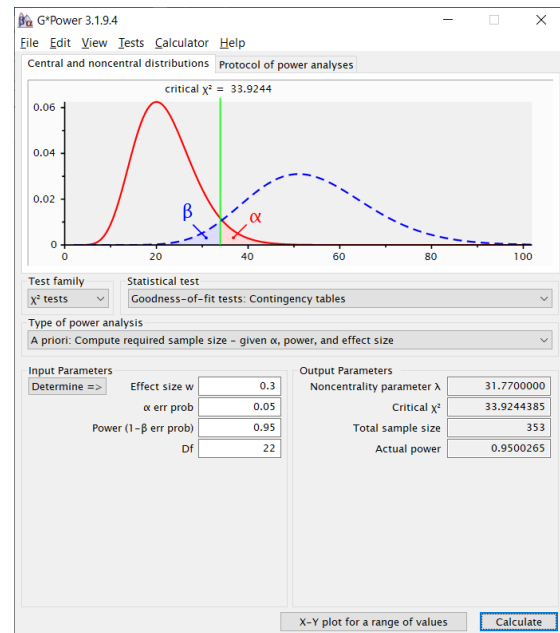 G*Power 3.1.9.4
File Edit View Tests Calculator Help
Central and noncentral distributions Protocol of power analyses
critical χ² = 33.9244
0.06
0.04
0.02
0
β
α
0 20 40 60 80 100
Test family Statistical test
χ² tests Goodness-of-fit tests: Contingency tables
Type of power analysis
A priori: Compute required sample size - given α, power, and effect size
Input Parameters Output Parameters
Determine => Effect size w 0.3 Noncentrality parameter λ 31.7700000
α err prob 0.05 Critical χ² 33.9244385
Power (1-β err prob) 0.95 Total sample size 353
Df 22 Actual power 0.9500265
X-Y plot for a range of values Calculate